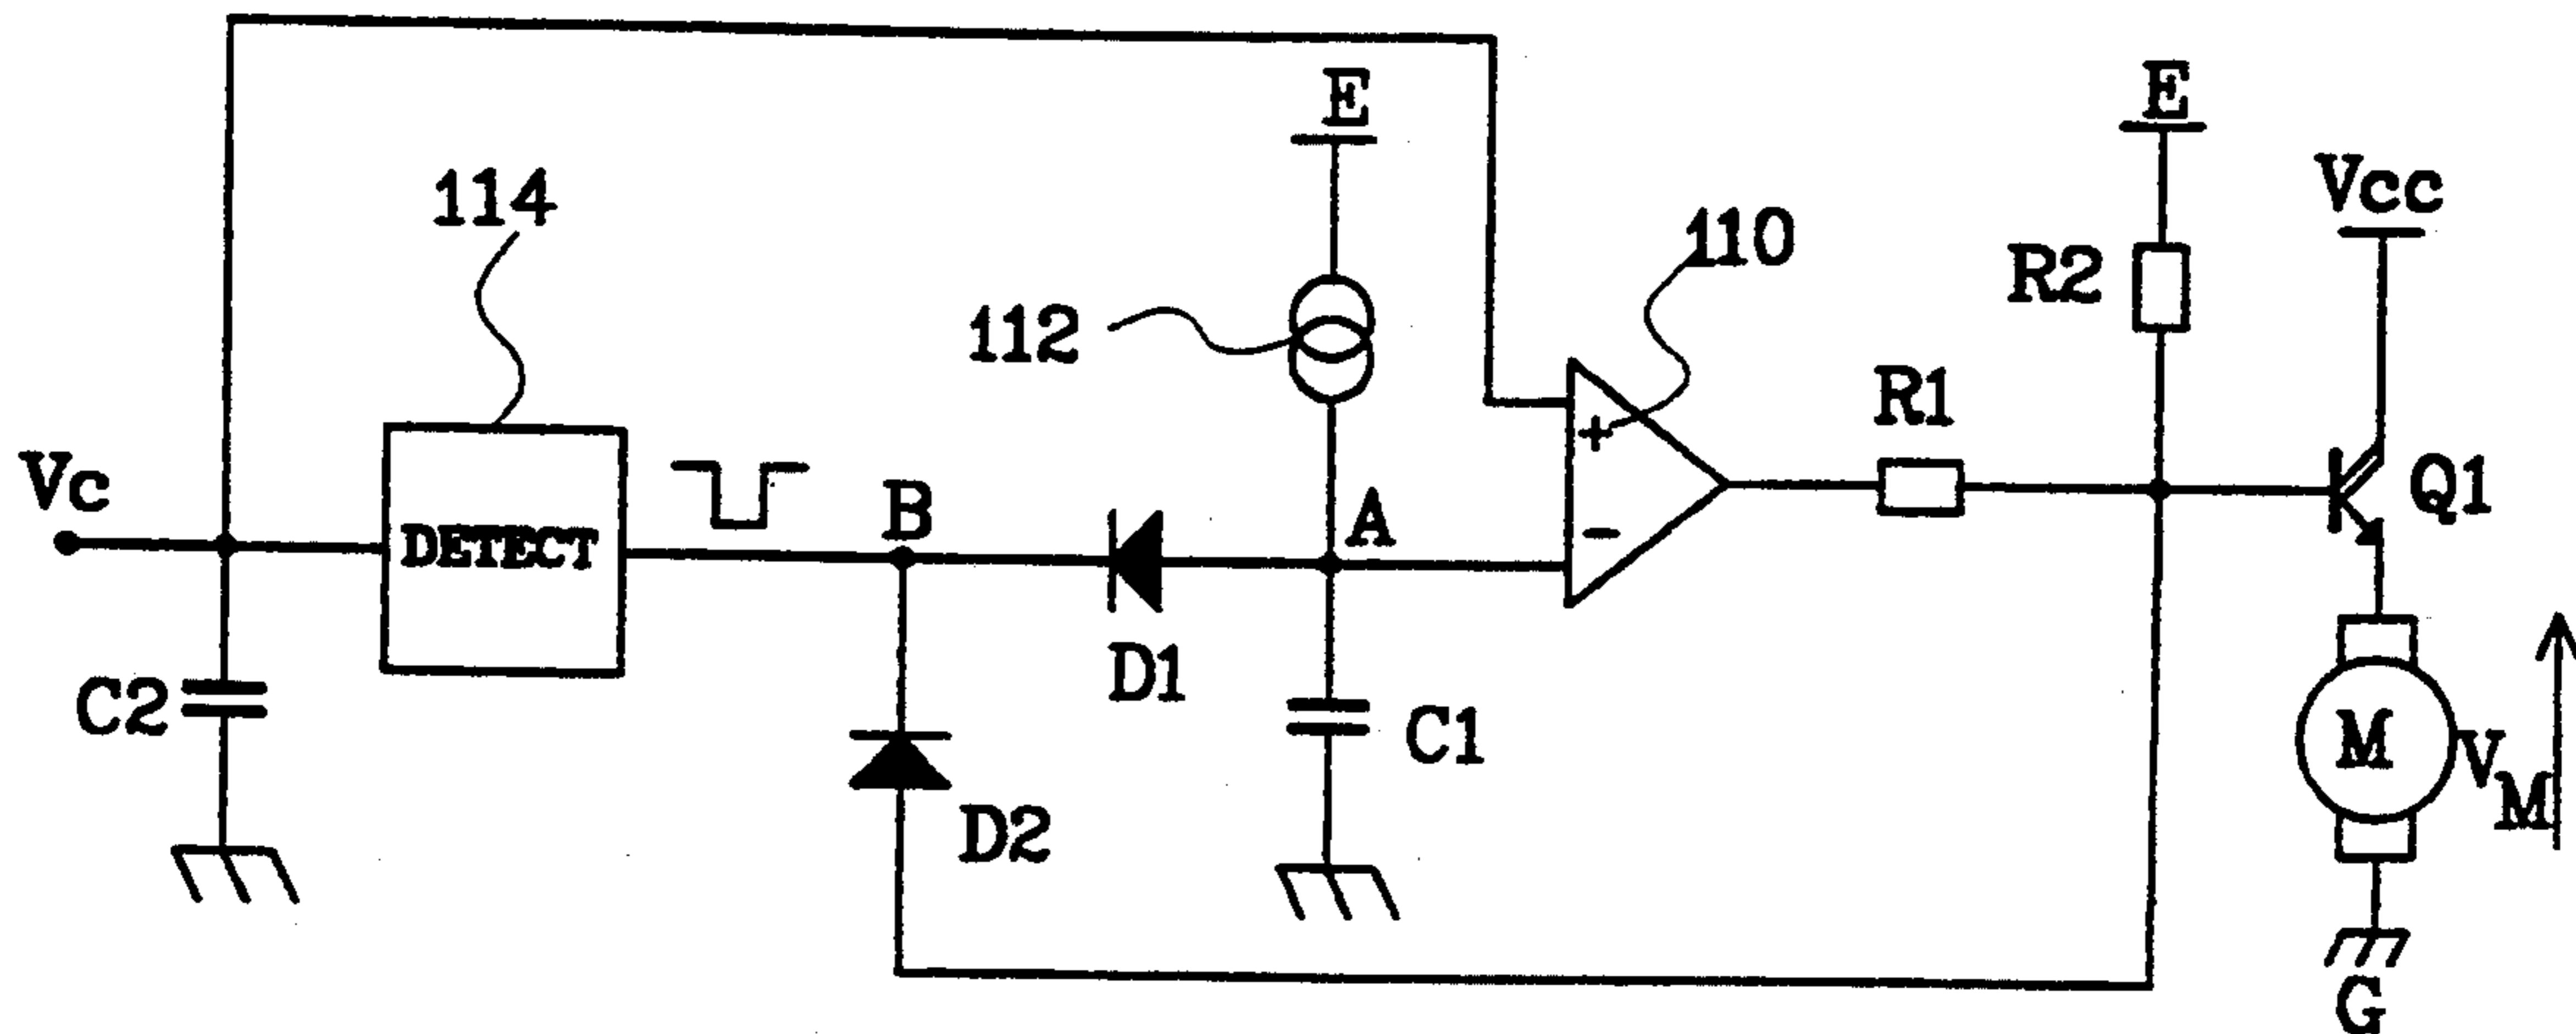 E
E
Vcc
114
110
R2
112
R1
Vc
DETECT
B
A
+
-
Q1
C2
D1
C1
D2
M
VM
G